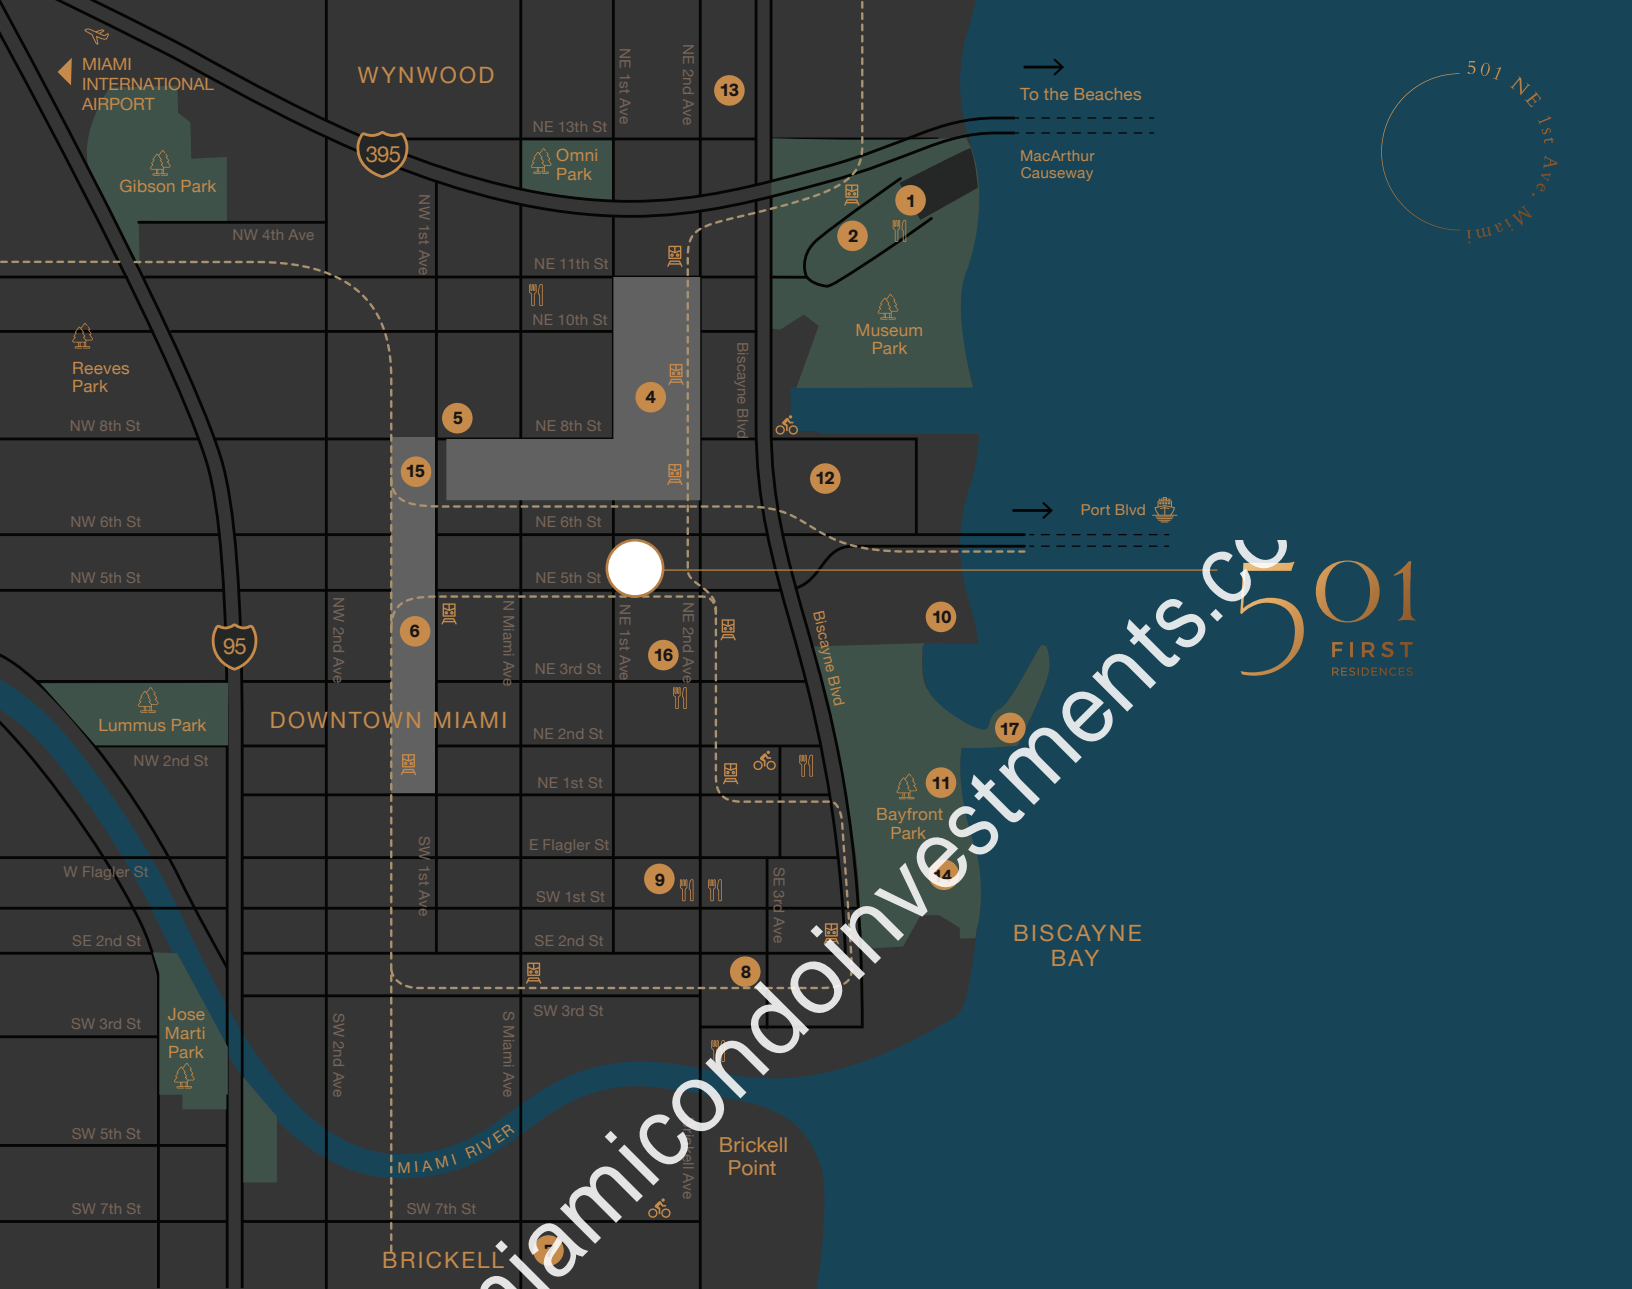 MIAMI
INTERNATIONAL
AIRPORT
WYNWOOD
NE 1st Ave
NE 2nd Ave
13
To the Beaches
MacArthur
Causeway
501 NE 1st Ave, Miami
NE 13th St
395
Omni
Park
Gibson Park
NW 4th Ave
NW 1st Ave
1
2
NE 11th St
NE 10th St
Museum
Park
Reeves
Park
Biscayne Blvd
4
5
NW 8th St
NE 8th St
15
12
Port Blvd
NW 6th St
NE 6th St
NW 5th St
NE 5th St
501
FIRST
RESIDENCES
NW 2nd Ave
N Miami Ave
NE 1st Ave
NE 2nd Ave
Biscayne Blvd
10
6
95
16
NE 3rd St
Lummus Park
DOWNTOWN MIAMI
17
NE 2nd St
NW 2nd St
NE 1st St
11
Bayfront
Park
E Flagler St
W Flagler St
SW 1st Ave
14
9
SW 1st St
SE 3rd Ave
SE 2nd St
SE 2nd St
BISCAYNE
BAY
8
SW 3rd St
SW 3rd St
Jose
Marti
Park
SW 2nd Ave
S Miami Ave
SW 5th St
MIAMI RIVER
Brickell
Point
Ave
SW 7th St
SW 7th St
BRICKELL
miamicondoinvestments.co